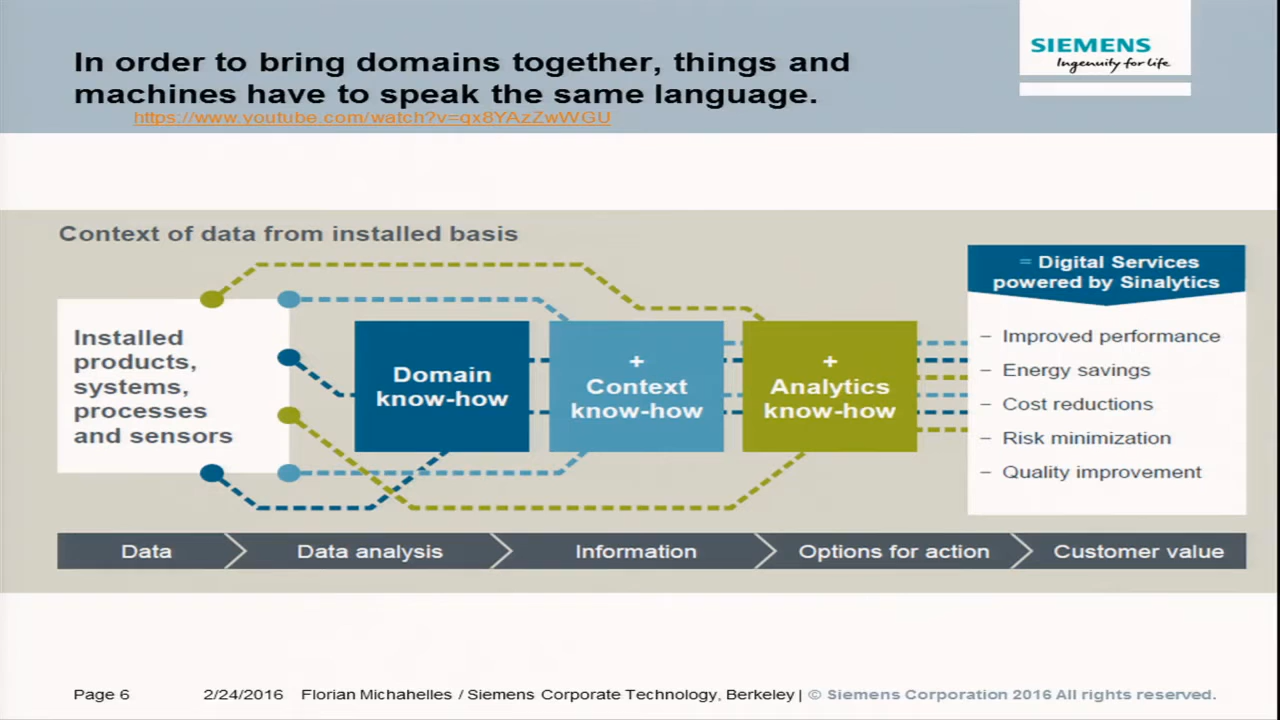 In order to bring domains together, things and
machines have to speak the same language.
https://www.youtube.com/watch?v=qx8YAzZwWGU
SIEMENS
Ingenuity for life
Context of data from installed basis
Installed
products,
systems,
processes
and sensors
Domain
know-how
+
Context
know-how
+
Analytics
know-how
= Digital Services
powered by Sinalytics
– Improved performance
– Energy savings
– Cost reductions
– Risk minimization
– Quality improvement
Data
Data analysis
Information
Options for action
Customer value
Page 6
2/24/2016
Florian Michahelles / Siemens Corporate Technology, Berkeley | © Siemens Corporation 2016 All rights reserved.